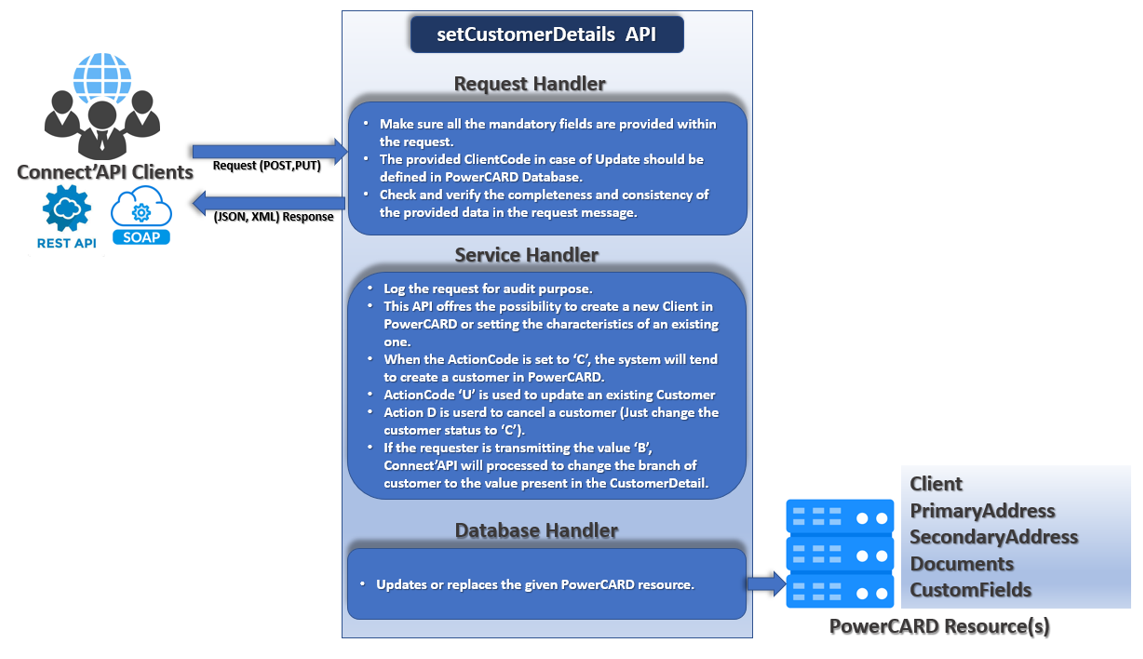 setCustomerDetails API
Request Handler
• Make sure all the mandatory fields are provided within
the request.
• The provided ClientCode in case of Update should be
defined in PowerCARD Database.
• Check and verify the completeness and consistency of
the provided data in the request message.
Connect'API Clients
Request (POST,PUT)
(JSON, XML) Response
REST API
SOAP
Service Handler
• Log the request for audit purpose.
• This API offres the possibility to create a new Client in
PowerCARD or setting the characteristics of an existing
one.
• When the ActionCode is set to 'C', the system will tend
to create a customer in PowerCARD.
• ActionCode 'U' is used to update an existing Customer
• Action D is userd to cancel a customer (Just change the
customer status to 'C').
• If the requester is transmitting the value 'B',
Connect'API will processed to change the branch of
customer to the value present in the CustomerDetail.
Database Handler
• Updates or replaces the given PowerCARD resource.
Client
PrimaryAddress
SecondaryAddress
Documents
CustomFields
PowerCARD Resource(s)